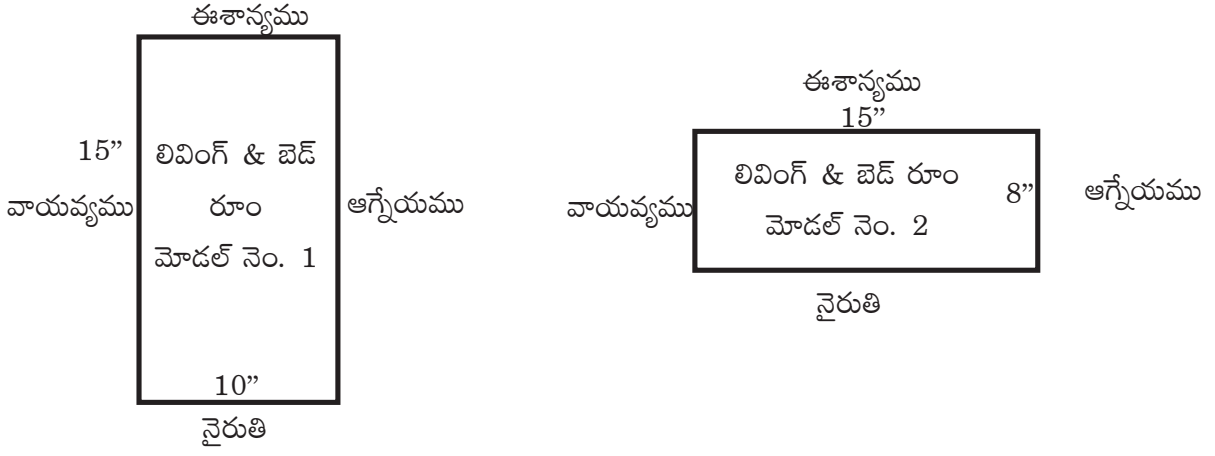 ఈశాన్యము
15”
లివింగ్ & బెడ్
రూం
మోడల్ నెం. 1
వాయవ్యము
ఆగ్నేయము
10”
నైరుతి
ఈశాన్యము
15”
లివింగ్ & బెడ్ రూం
మోడల్ నెం. 2
8”
వాయవ్యము
ఆగ్నేయము
నైరుతి